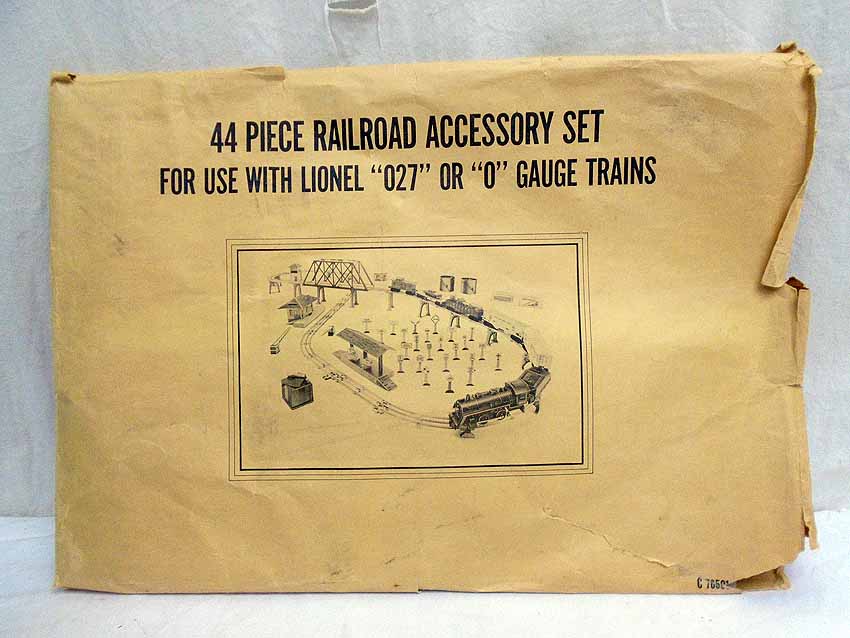 44 PIECE RAILROAD ACCESSORY SET
FOR USE WITH LIONEL “027” OR “O” GAUGE TRAINS